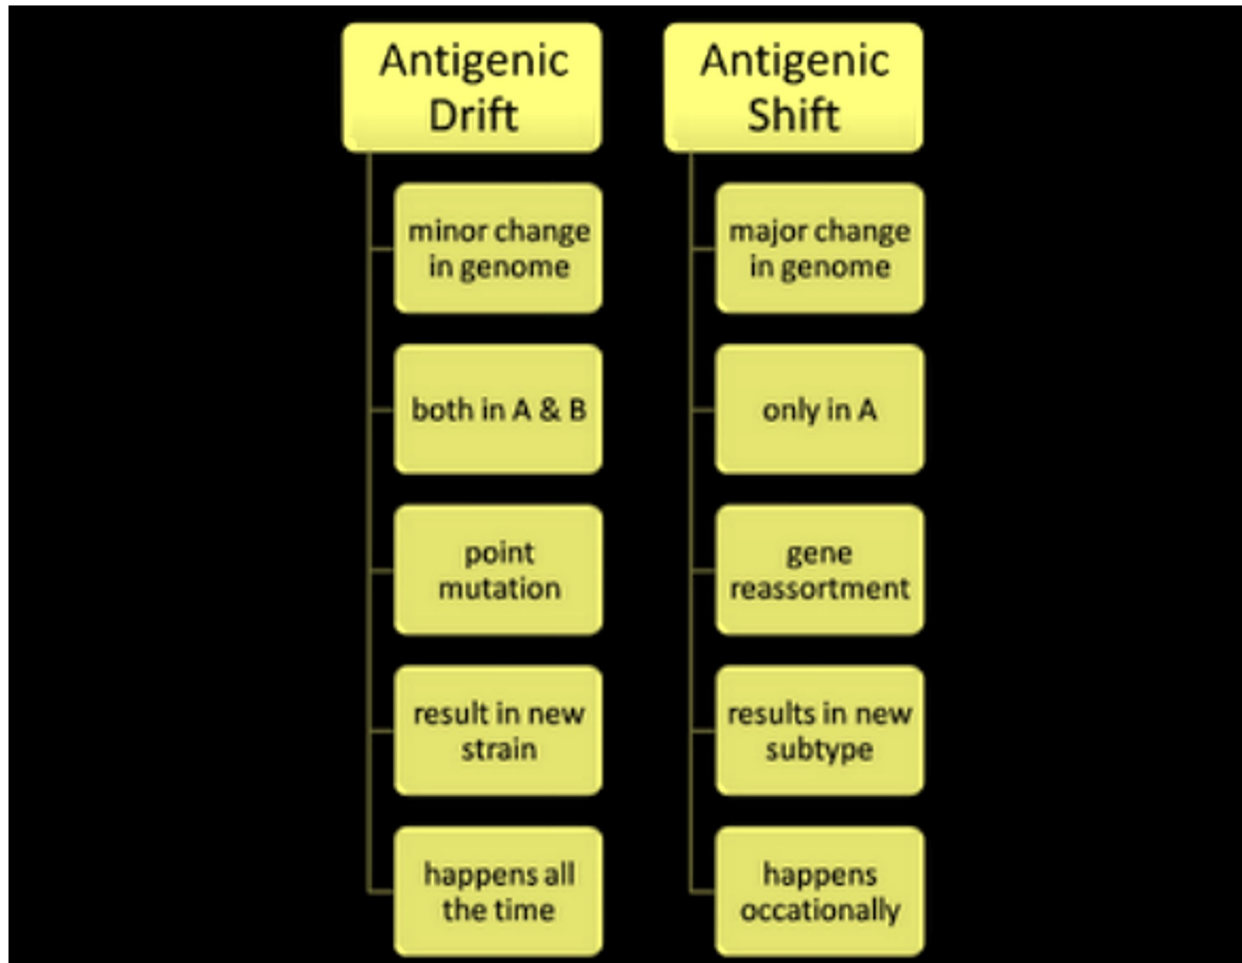 Antigenic
Drift
minor change
in genome
both in A & B
point
mutation
result in new
strain
happens all
the time
Antigenic
Shift
major change
in genome
only in A
gene
reassortment
results in new
subtype
happens
occationally